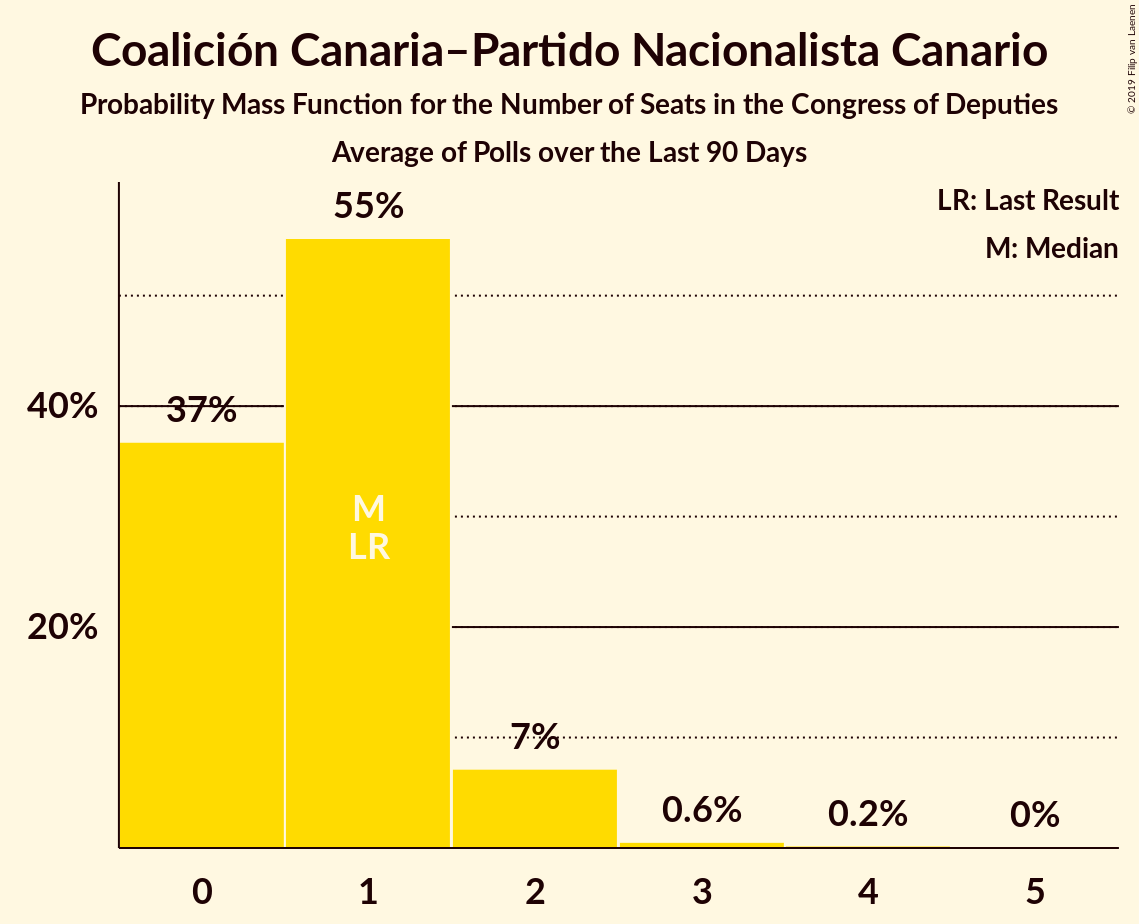 Coalición Canaria–Partido Nacionalista Canario
Probability Mass Function for the Number of Seats in the Congress of Deputies
Average of Polls over the Last 90 Days
© 2019 Filip van Laenen
LR: Last Result
M: Median
55%
40%
37%
M
LR
20%
7%
0.6%
0.2%
0%
0 1 2 3 4 5